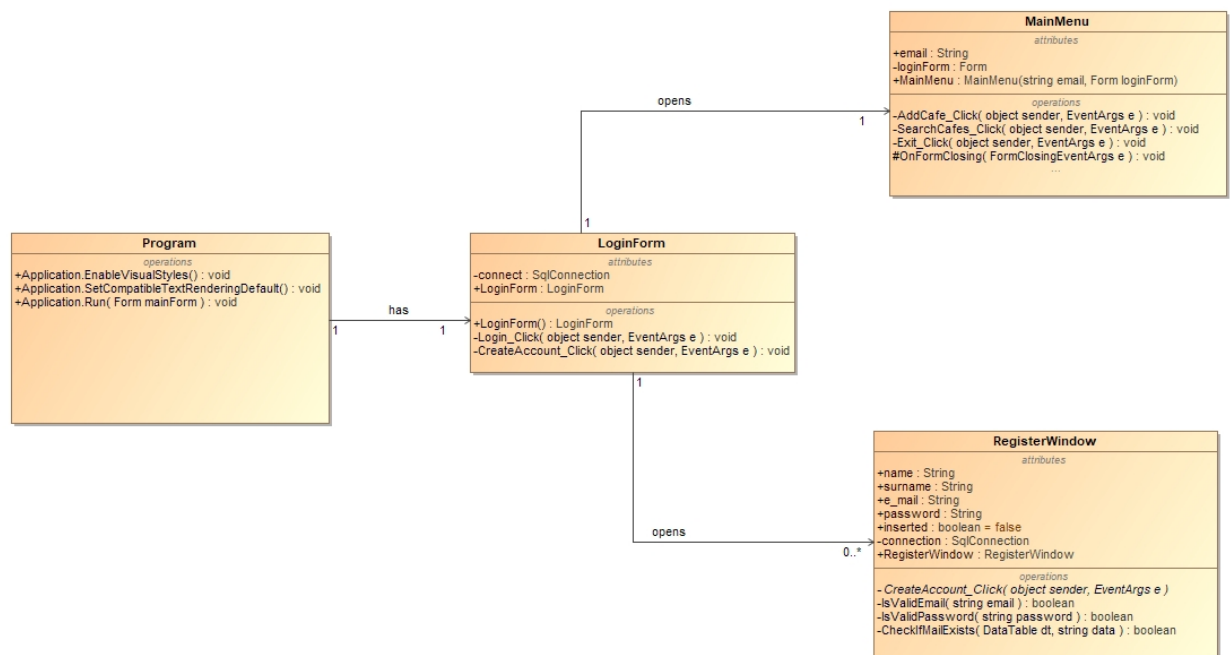 MainMenu
attributes
+email : String
-loginForm : Form
+MainMenu : MainMenu(string email, Form loginForm)
operations
-AddCafe_Click( object sender, EventArgs e ) : void
-SearchCafes_Click( object sender, EventArgs e ) : void
-Exit_Click( object sender, EventArgs e ) : void
#OnFormClosing( FormClosingEventArgs e ) : void
...
opens
1
1
Program
operations
+Application.EnableVisualStyles() : void
+Application.SetCompatibleTextRenderingDefault() : void
+Application.Run( Form mainForm ) : void
has
1
1
LoginForm
attributes
-connect : SqlConnection
+LoginForm : LoginForm
operations
+LoginForm() : LoginForm
-Login_Click( object sender, EventArgs e ) : void
-CreateAccount_Click( object sender, EventArgs e ) : void
1
opens
0..*
RegisterWindow
attributes
+name : String
+surname : String
+e_mail : String
+password : String
+inserted : boolean = false
-connection : SqlConnection
+RegisterWindow : RegisterWindow
operations
-CreateAccount_Click( object sender, EventArgs e )
-IsValidEmail( string email ) : boolean
-IsValidPassword( string password ) : boolean
-CheckIfMailExists( DataTable dt, string data ) : boolean